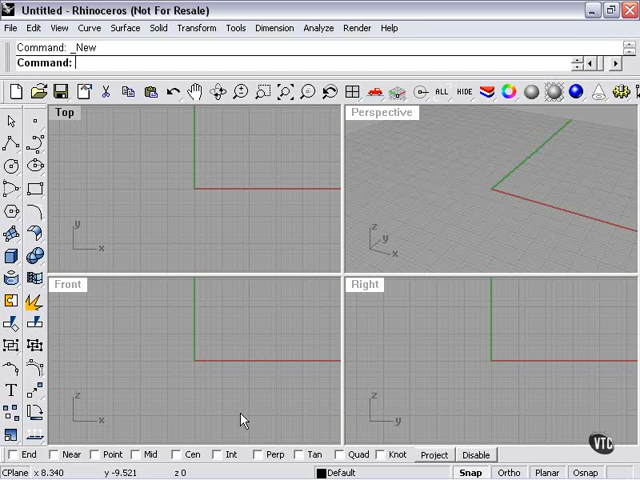 Untitled - Rhinoceros (Not For Resale)
File Edit View Curve Surface Solid Transform Tools Dimension Analyze Render Help
Command: _New
Command:
ALL HIDE
Top
y
x
Perspective
z
y
x
Front
z
x
Right
z
y
T
VTC
End Near Point Mid Cen Int Perp Tan Quad Knot Project Disable
CPlane x 8.340 y -9.521 z 0 Default Snap Ortho Planar Osnap